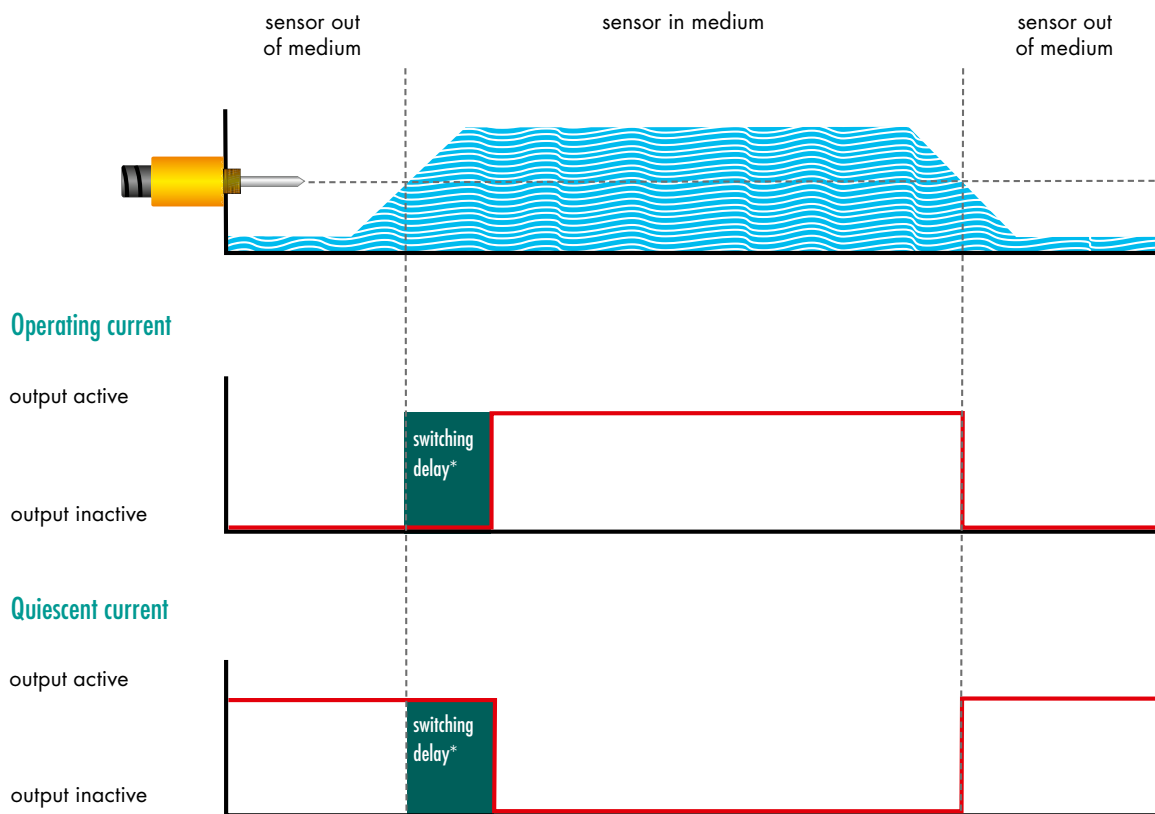 sensor out
of medium
sensor in medium
sensor out
of medium
Operating current
output active
switching
delay*
output inactive
Quiescent current
output active
switching
delay*
output inactive